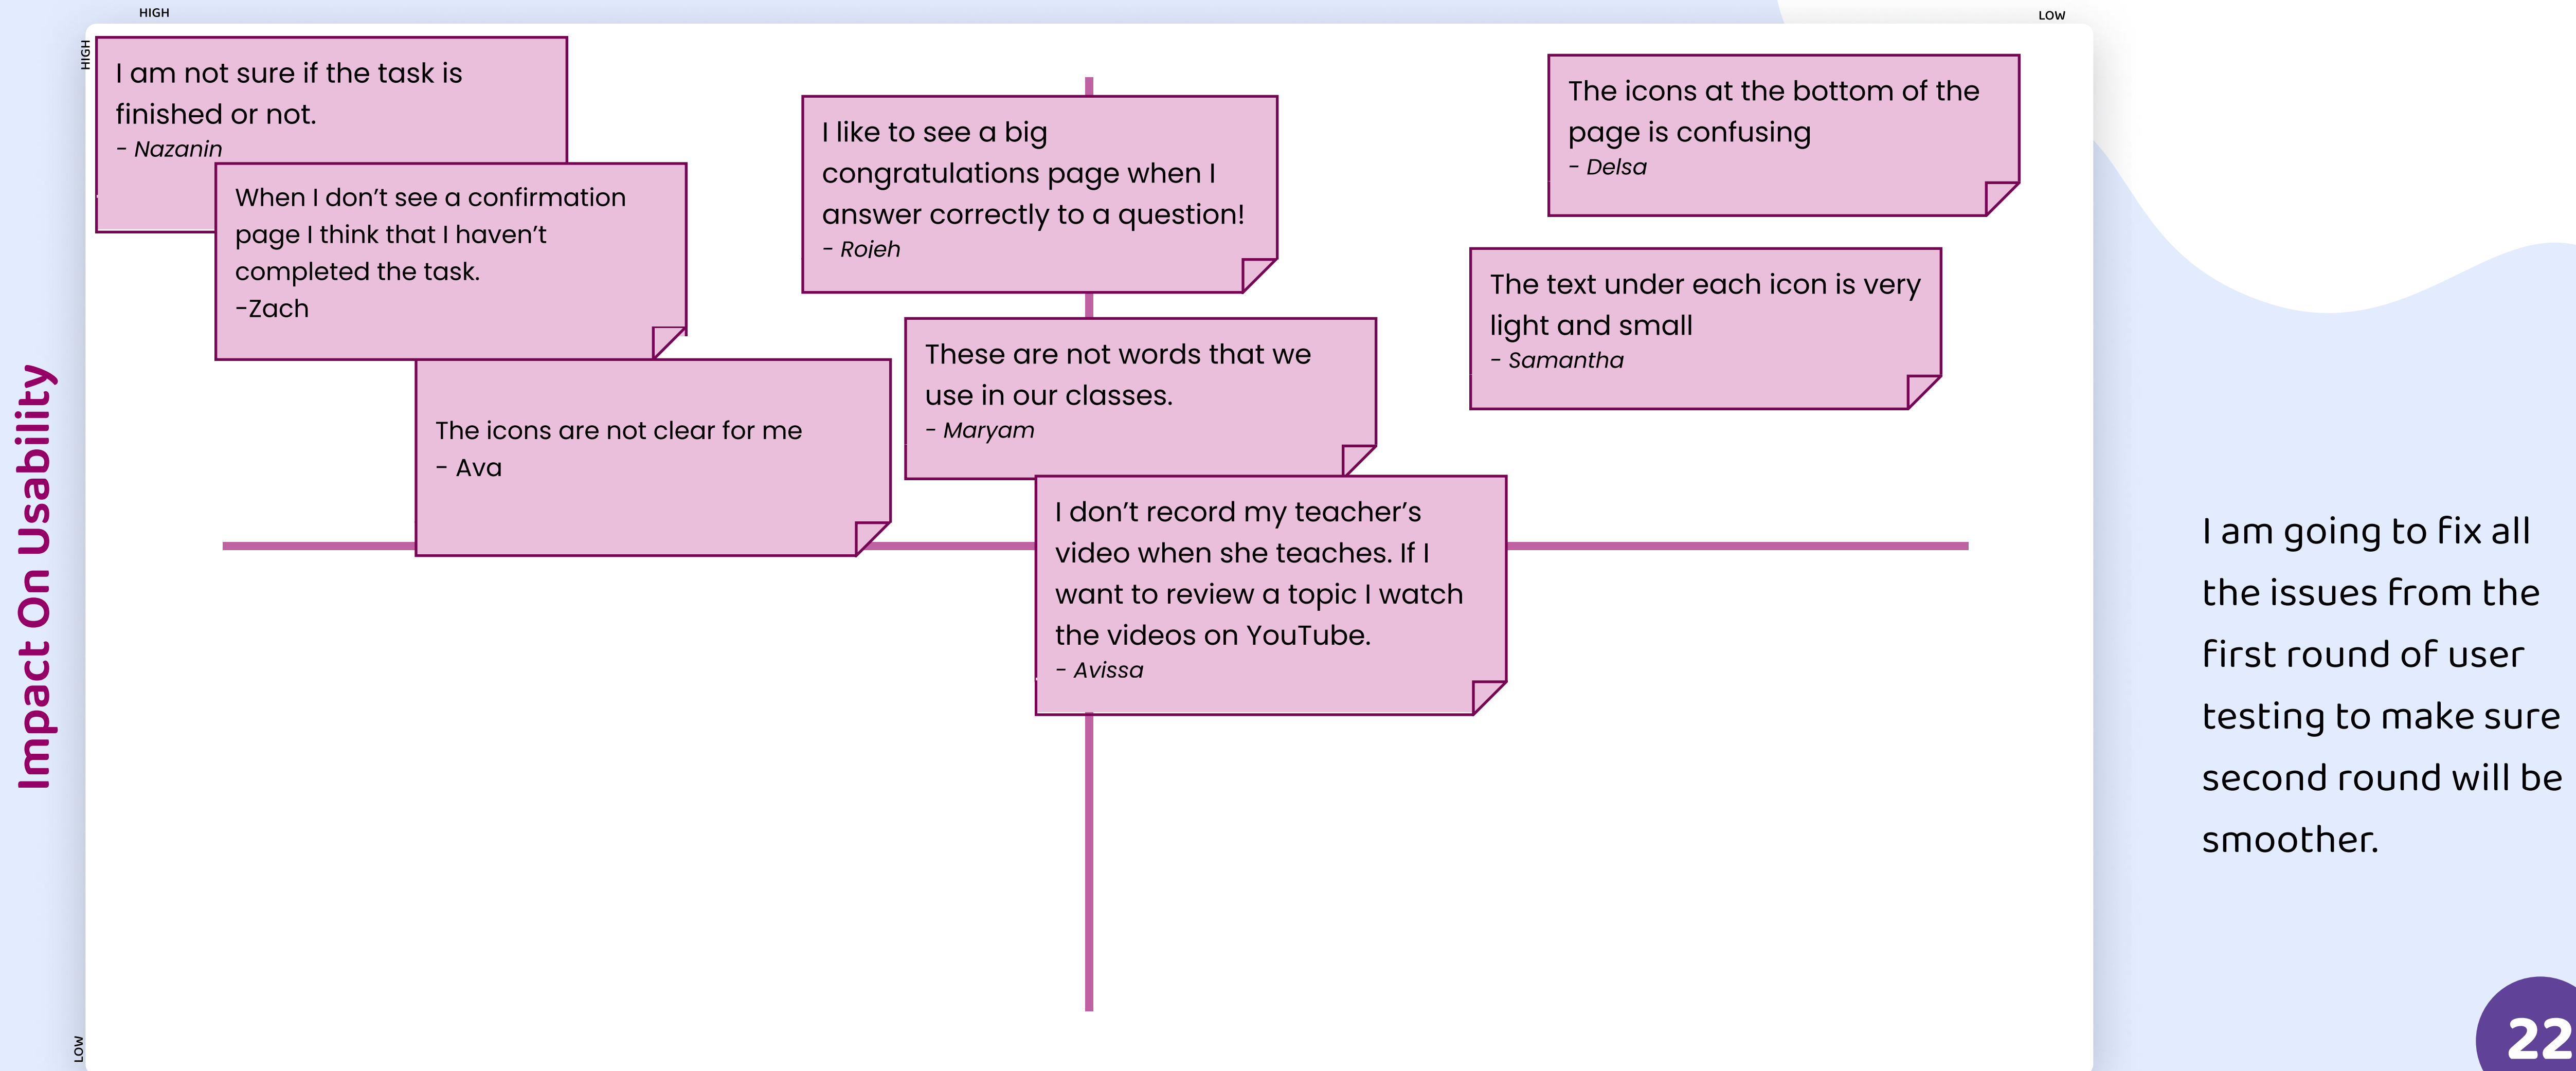 HIGH
LOW
HIGH
I am not sure if the task is
finished or not.
- Nazanin
When I don’t see a confirmation
page I think that I haven’t
completed the task.
-Zach
The icons are not clear for me
- Ava
I like to see a big
congratulations page when I
answer correctly to a question!
- Rojeh
These are not words that we
use in our classes.
- Maryam
I don’t record my teacher’s
video when she teaches. If I
want to review a topic I watch
the videos on YouTube.
- Avissa
The icons at the bottom of the
page is confusing
- Delsa
The text under each icon is very
light and small
- Samantha
Impact On Usability
LOW
I am going to fix all
the issues from the
first round of user
testing to make sure
second round will be
smoother.
22